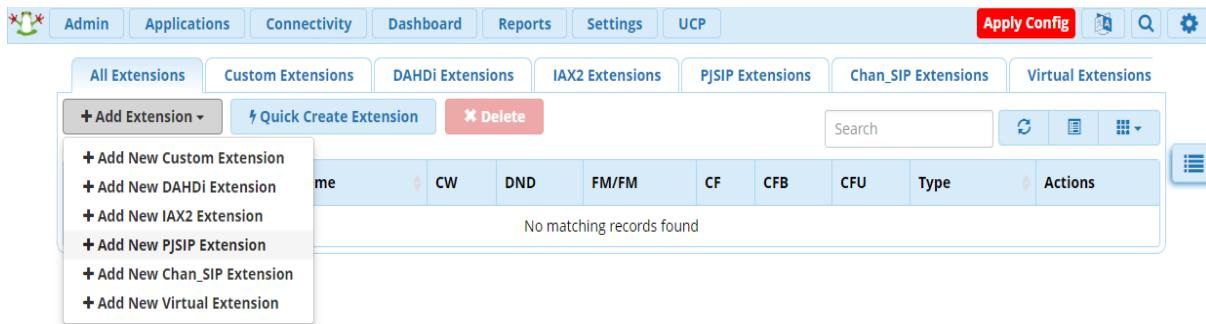 Admin Applications Connectivity Dashboard Reports Settings UCP Apply Config
All Extensions Custom Extensions DAHDi Extensions IAX2 Extensions PJSIP Extensions Chan_SIP Extensions Virtual Extensions
+ Add Extension Quick Create Extension Delete Search
+ Add New Custom Extension
+ Add New DAHDi Extension
+ Add New IAX2 Extension
+ Add New PJSIP Extension
+ Add New Chan_SIP Extension
+ Add New Virtual Extension
me CW DND FM/FM CF CFB CFU Type Actions
No matching records found